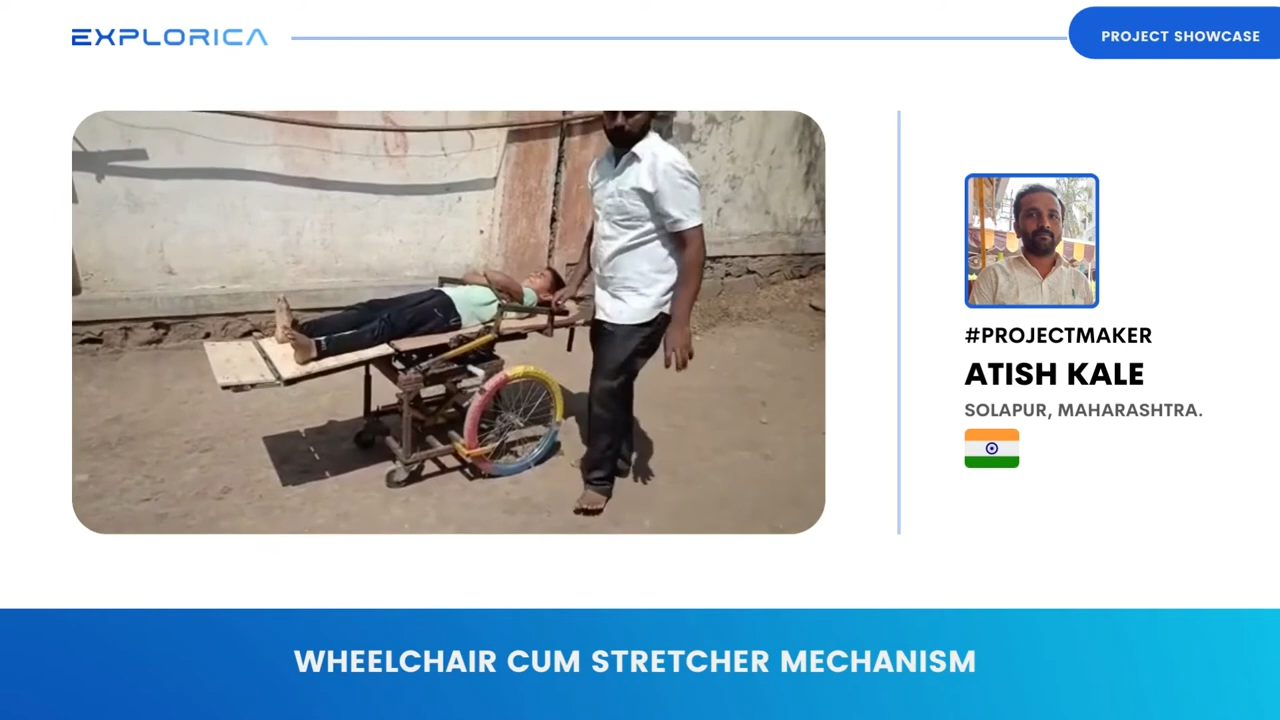 EXPLORICA
PROJECT SHOWCASE
#PROJECTMAKER
ATISH KALE
SOLAPUR, MAHARASHTRA.
WHEELCHAIR CUM STRETCHER MECHANISM